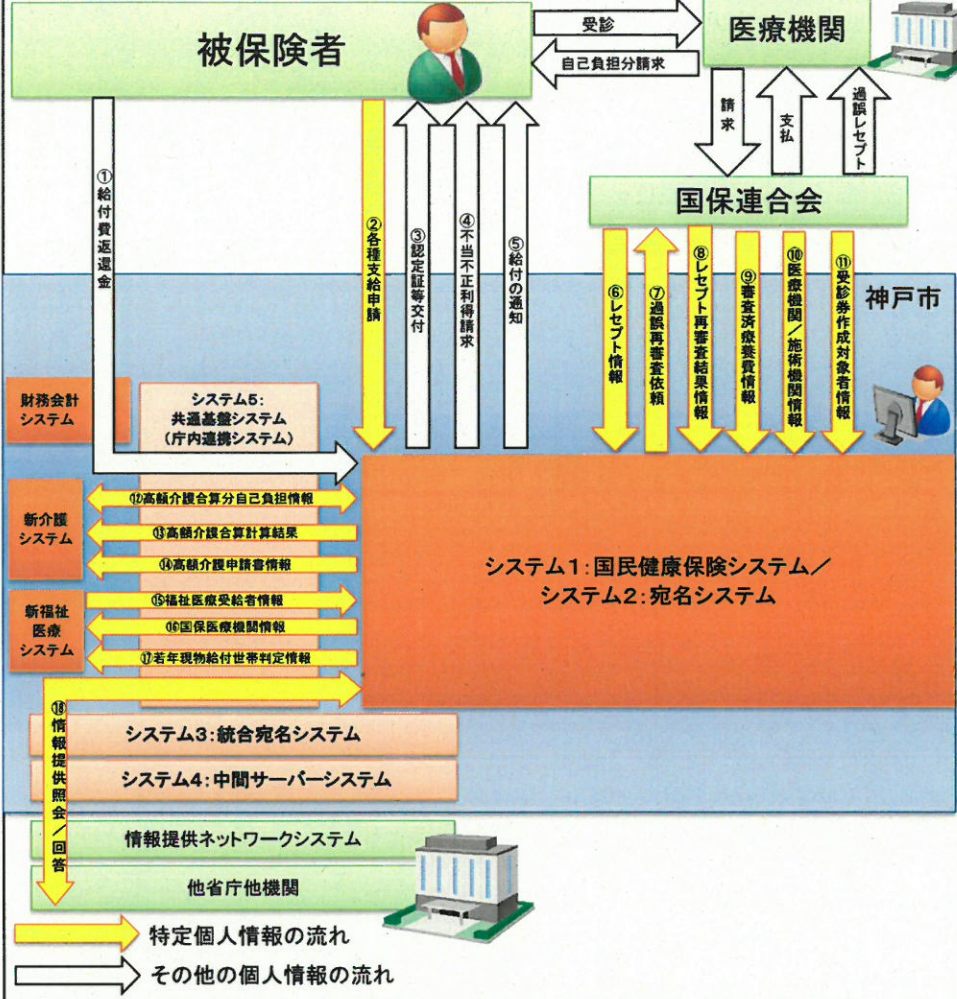 被保険者
受診
自己負担分請求
医療機関
請求
支払
過誤レセプト
国保連合会
①給付費返還金
②各種支給申請
③認定証等交付
④不当不正利得請求
⑤給付の通知
⑥レセプト情報
⑦過誤再審査依頼
⑧レセプト再審査結果情報
⑨審査済療養費情報
⑩医療機関/施術機関情報
⑪受診券作成対象者情報
神戸市
財務会計
システム
システム5:
共通基盤システム
(庁内連携システム)
新介護
システム
⑫高額介護合算分自己負担情報
⑬高額介護合算計算結果
⑭高額介護申請書情報
新福祉
医療
システム
⑮福祉医療受給者情報
⑯国保医療機関情報
⑰若年現物給付世帯判定情報
システム1:国民健康保険システム/
システム2:宛名システム
⑱情報提供照会/回答
システム3:統合宛名システム
システム4:中間サーバーシステム
情報提供ネットワークシステム
他省庁他機関
特定個人情報の流れ
その他の個人情報の流れ